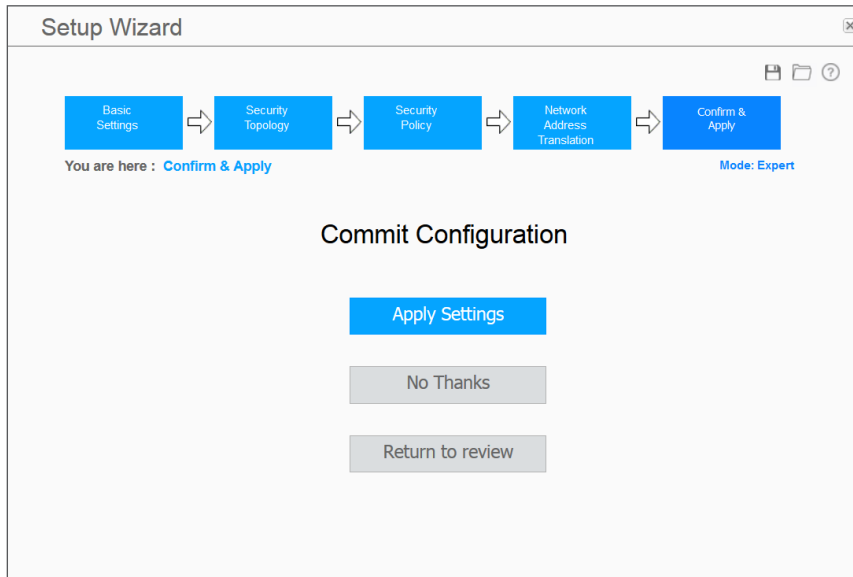 Setup Wizard
?
Basic
Settings
Security
Topology
Security
Policy
Network
Address
Translation
Confirm &
Apply
You are here : Confirm & Apply
Mode: Expert
Commit Configuration
Apply Settings
No Thanks
Return to review